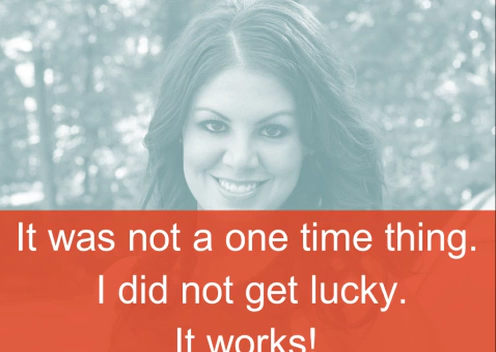 It was not a one time thing.
I did not get lucky.
It works!